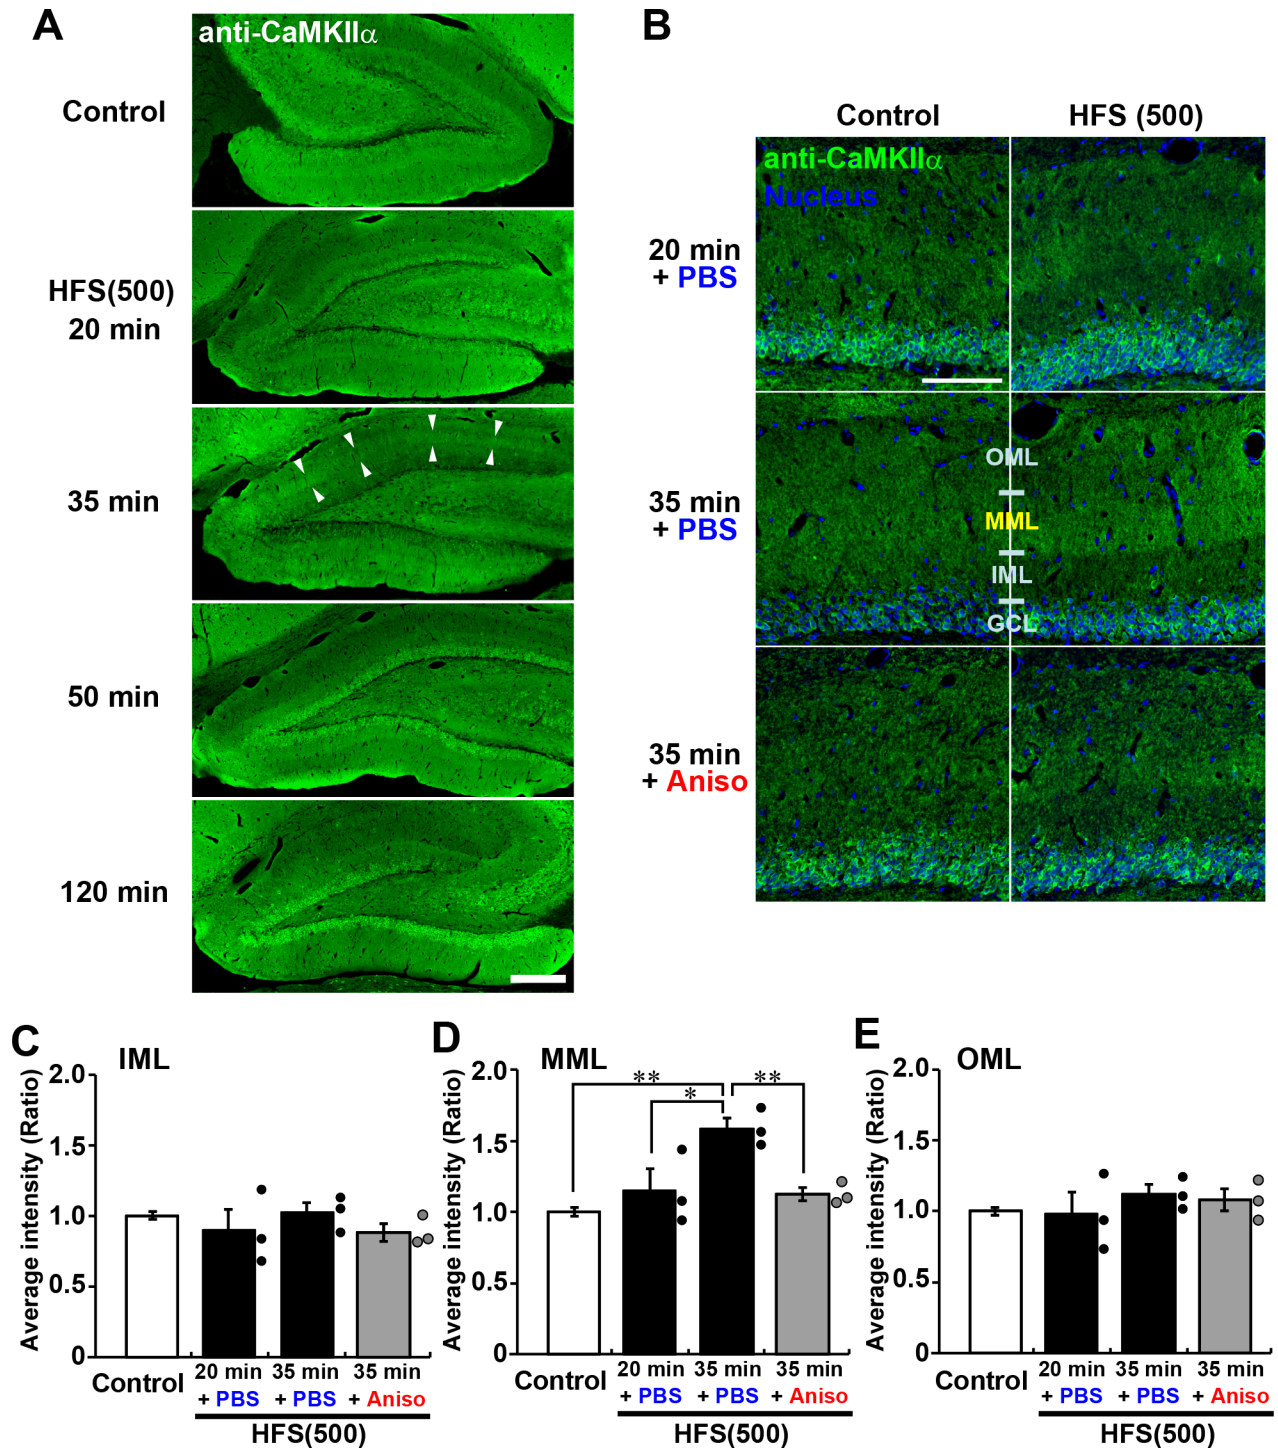 A
anti-CaMKIIα
Control
HFS(500)
20 min
35 min
50 min
120 min
B
Control
HFS (500)
anti-CaMKIIα
Nucleus
20 min
+ PBS
35 min
+ PBS
OML
MML
IML
GCL
35 min
+ Aniso
C
IML
Average intensity (Ratio)
2.0
1.5
1.0
0.5
0
Control
20 min
+ PBS
35 min
+ PBS
35 min
+ Aniso
HFS(500)
D
MML
Average intensity (Ratio)
2.0
1.5
1.0
0.5
0
**
*
**
Control
20 min
+ PBS
35 min
+ PBS
35 min
+ Aniso
HFS(500)
E
OML
Average intensity (Ratio)
2.0
1.5
1.0
0.5
0
Control
20 min
+ PBS
35 min
+ PBS
35 min
+ Aniso
HFS(500)